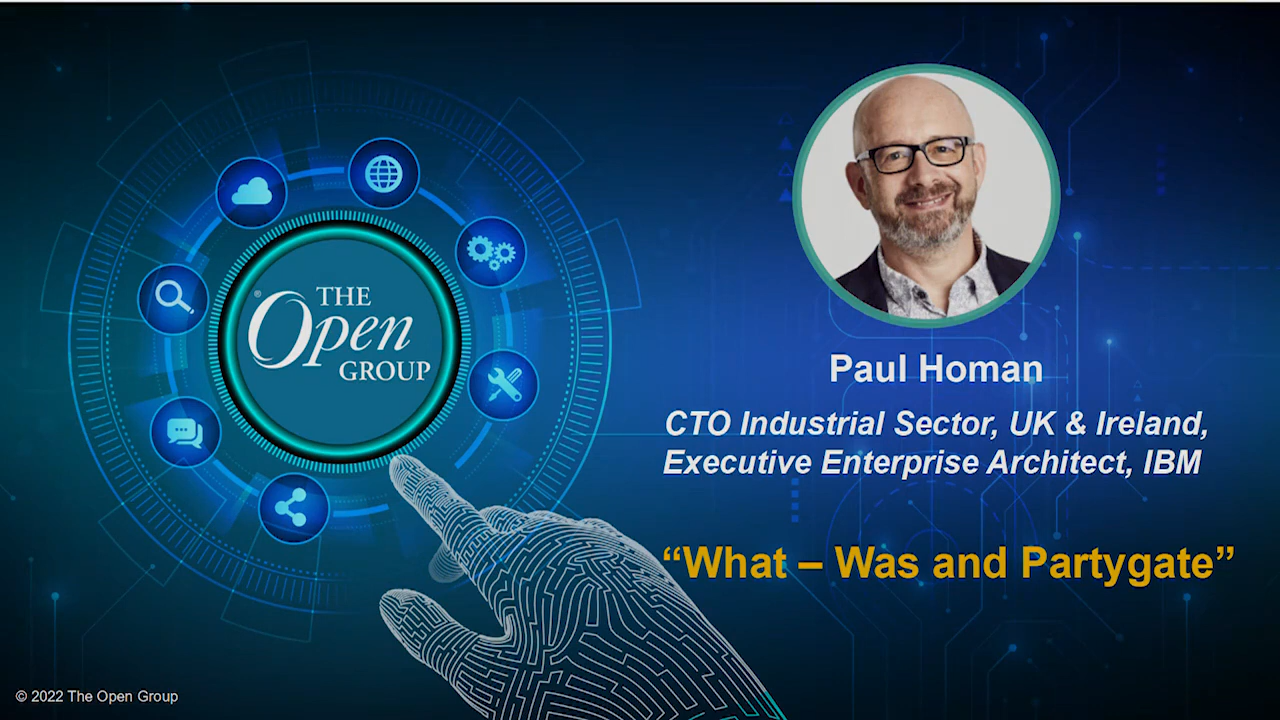 ®
THE
Open
GROUP
Paul Homan
CTO Industrial Sector, UK & Ireland,
Executive Enterprise Architect, IBM
“What – Was and Partygate”
© 2022 The Open Group